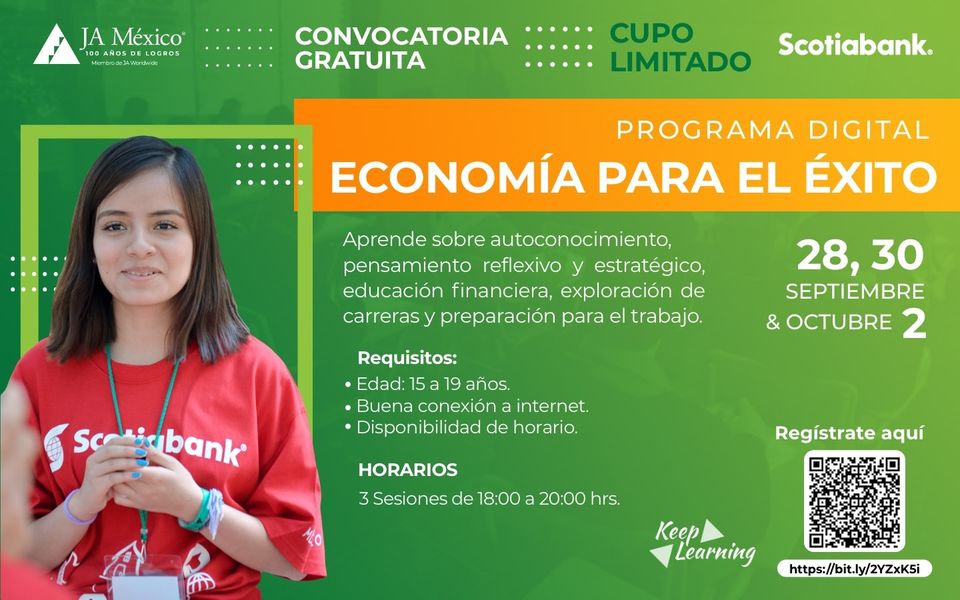 JA México®
100 AÑOS DE LOGROS
Miembro de JA Worldwide
CONVOCATORIA
GRATUITA
CUPO
LIMITADO
Scotiabank®
PROGRAMA DIGITAL
ECONOMÍA PARA EL ÉXITO
Aprende sobre autoconocimiento,
pensamiento reflexivo y estratégico,
educación financiera, exploración de
carreras y preparación para el trabajo.
28, 30
SEPTIEMBRE
& OCTUBRE 2
Requisitos:
• Edad: 15 a 19 años.
• Buena conexión a internet.
• Disponibilidad de horario.
HORARIOS
3 Sesiones de 18:00 a 20:00 hrs.
Regístrate aquí
https://bit.ly/2YZxK5i
Keep
Learning
Scotiabank®